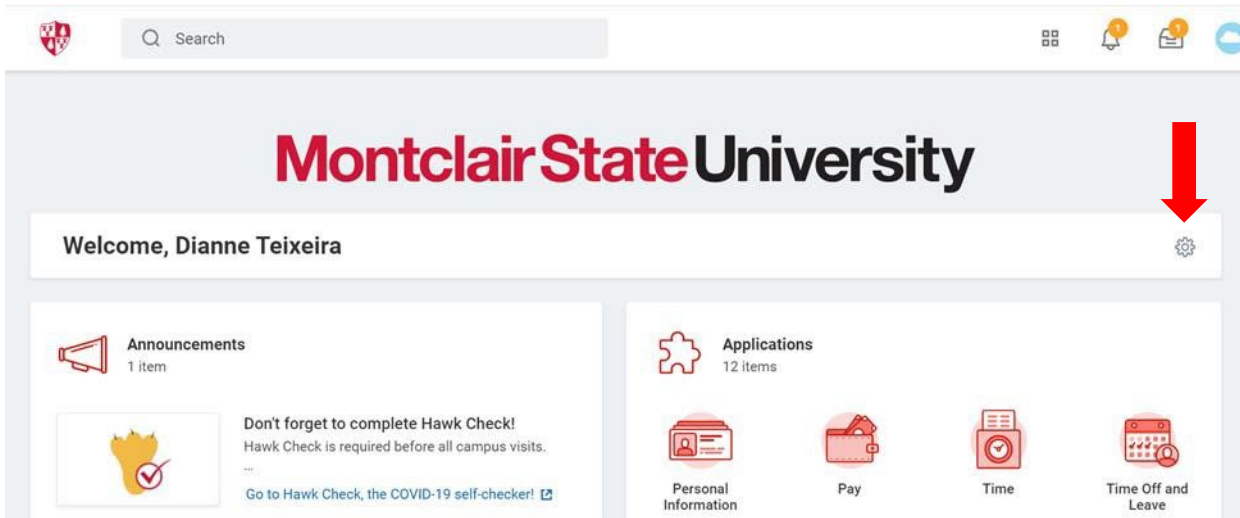 Search
1
1
Montclair State University
Welcome, Dianne Teixeira
Announcements
1 item
Don't forget to complete Hawk Check!
Hawk Check is required before all campus visits.
...
Go to Hawk Check, the COVID-19 self-checker!
Applications
12 items
Personal
Information
Pay
Time
Time Off and
Leave